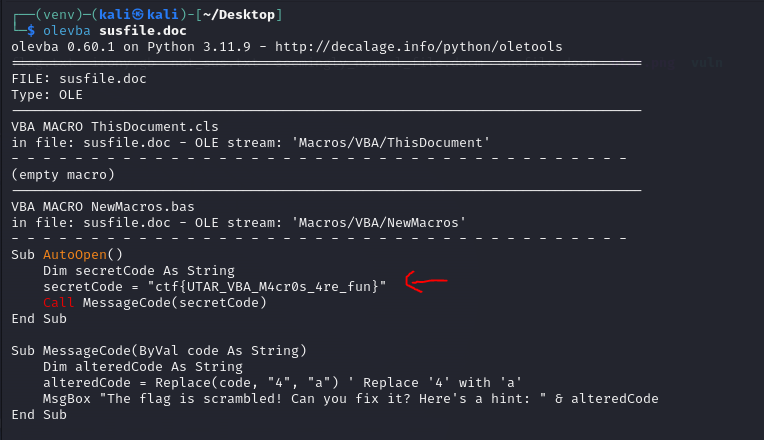 ┌──(venv)─(kali㉿kali)-[~/Desktop]
└─$ olevba susfile.doc
olevba 0.60.1 on Python 3.11.9 - http://decalage.info/python/oletools
===============================================================================
FILE: susfile.doc
Type: OLE
-------------------------------------------------------------------------------
VBA MACRO ThisDocument.cls
in file: susfile.doc - OLE stream: 'Macros/VBA/ThisDocument'
- - - - - - - - - - - - - - - - - - - - - - - - - - - - - - - - - - - - - - -
(empty macro)
-------------------------------------------------------------------------------
VBA MACRO NewMacros.bas
in file: susfile.doc - OLE stream: 'Macros/VBA/NewMacros'
- - - - - - - - - - - - - - - - - - - - - - - - - - - - - - - - - - - - - - -
Sub AutoOpen()
    Dim secretCode As String
    secretCode = "ctf{UTAR_VBA_M4cr0s_4re_fun}"
    Call MessageCode(secretCode)
End Sub

Sub MessageCode(ByVal code As String)
    Dim alteredCode As String
    alteredCode = Replace(code, "4", "a") ' Replace '4' with 'a'
    MsgBox "The flag is scrambled! Can you fix it? Here's a hint: " & alteredCode
End Sub